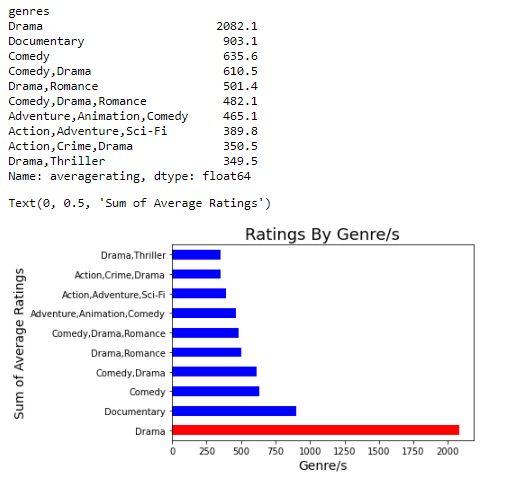 genres
Drama 2082.1
Documentary 903.1
Comedy 635.6
Comedy,Drama 610.5
Drama,Romance 501.4
Comedy,Drama,Romance 482.1
Adventure,Animation,Comedy 465.1
Action,Adventure,Sci-Fi 389.8
Action,Crime,Drama 350.5
Drama,Thriller 349.5
Name: averagerating, dtype: float64
Text(0, 0.5, 'Sum of Average Ratings')
Ratings By Genre/s
Sum of Average Ratings
Drama,Thriller
Action,Crime,Drama
Action,Adventure,Sci-Fi
Adventure,Animation,Comedy
Comedy,Drama,Romance
Drama,Romance
Comedy,Drama
Comedy
Documentary
Drama
0 250 500 750 1000 1250 1500 1750 2000
Genre/s